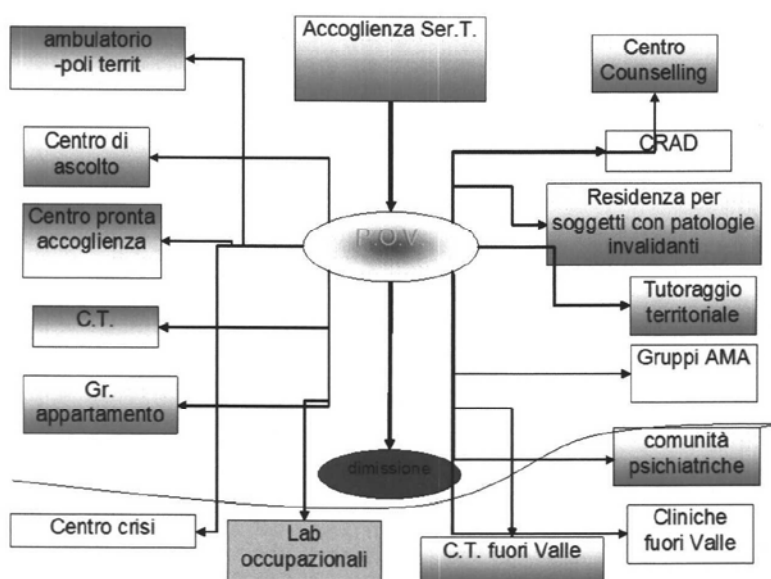 ambulatorio
-poli territ
Accoglienza Ser.T.
Centro
Counselling
Centro di
ascolto
CRAD
Centro pronta
accoglienza
P.O.V.
Residenza per
soggetti con patologie
invalidanti
C.T.
Tutoraggio
territoriale
Gruppi AMA
Gr.
appartamento
dimissione
comunità
psichiatriche
Centro crisi
Lab
occupazionali
C.T. fuori Valle
Cliniche
fuori Valle